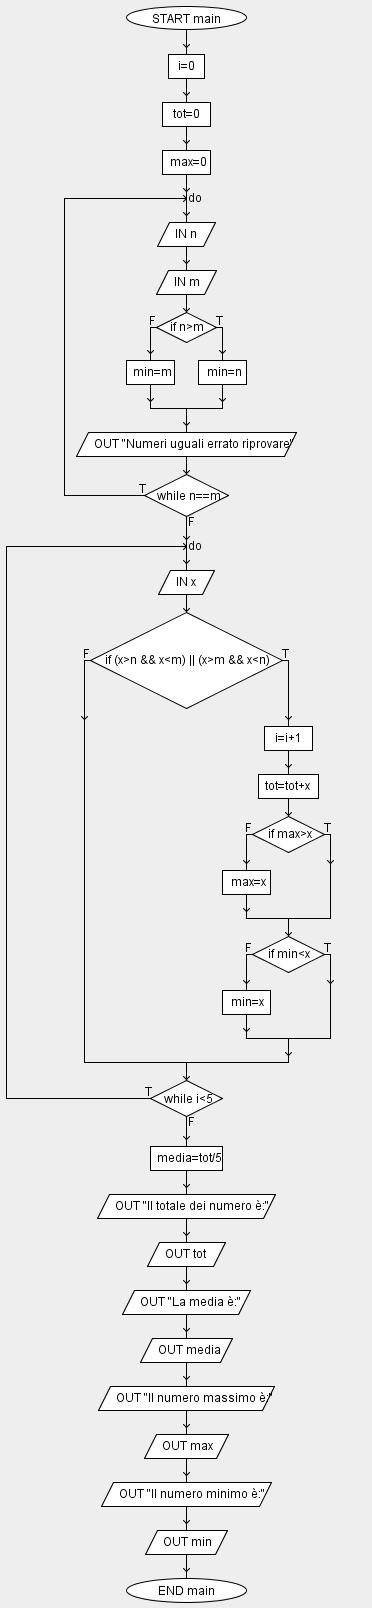 START main
i=0
tot=0
max=0
do
IN n
IN m
if n>m
F
T
min=m
min=n
OUT "Numeri uguali errato riprovare"
while n==m
T
F
do
IN x
if (x>n && x<m) || (x>m && x<n)
F
T
i=i+1
tot=tot+x
if max>x
F
T
max=x
if min<x
F
T
min=x
while i<5
T
F
media=tot/5
OUT "Il totale dei numero è:"
OUT tot
OUT "La media è:"
OUT media
OUT "Il numero massimo è:"
OUT max
OUT "Il numero minimo è:"
OUT min
END main